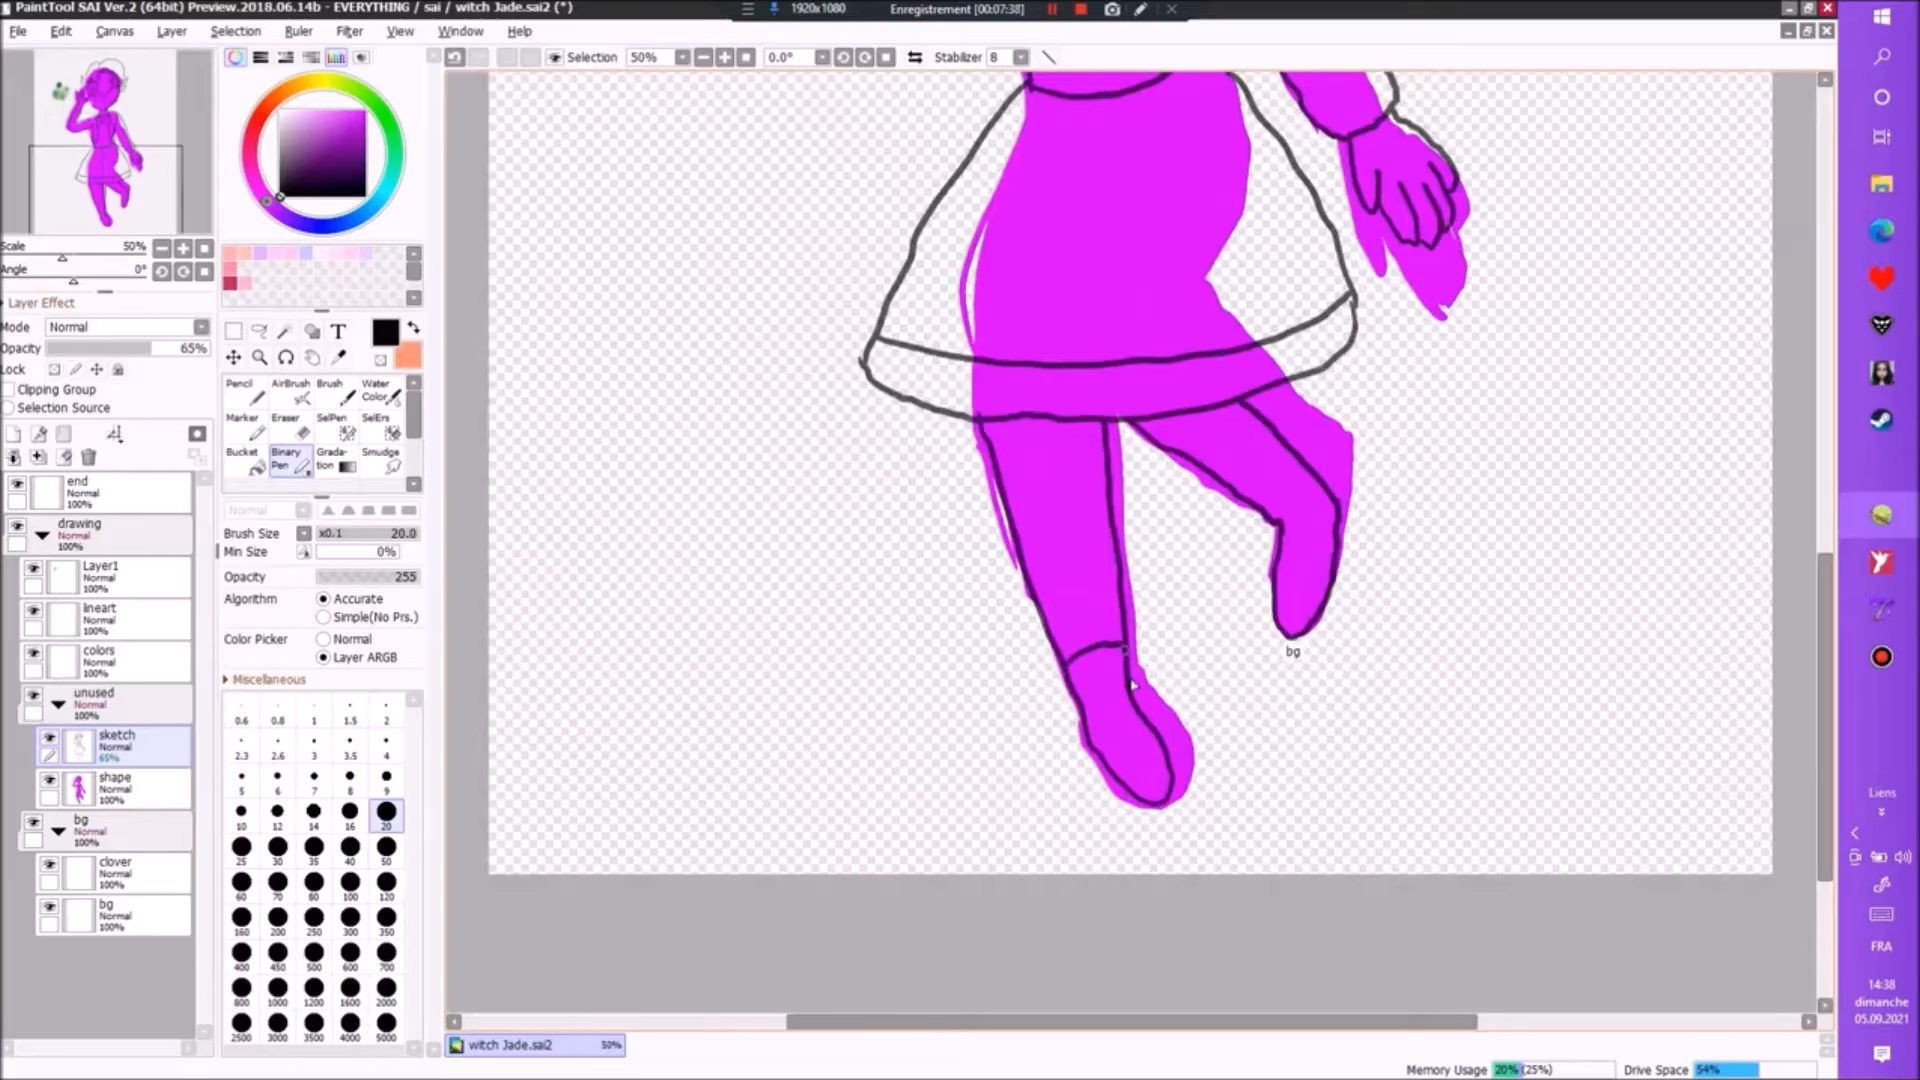 PaintTool SAI Ver.2 (64bit) Preview.2018.06.14b - EVERYTHING / sai / witch Jade.sai2 (*)
1920x1080
Enregistrement [00:07:38]
File Edit Canvas Layer Selection Ruler Filter View Window Help
Selection 50% 0.0° Stabilizer 8
Scale 50%
Angle 0°
Layer Effect
Mode Normal
Opacity 65%
Lock
Clipping Group
Selection Source
end
Normal
100%
drawing
Normal
100%
Layer1
Normal
100%
lineart
Normal
100%
colors
Normal
100%
unused
Normal
100%
sketch
Normal
65%
shape
Normal
100%
bg
Normal
100%
clover
Normal
100%
bg
Normal
100%
T
Pencil AirBrush Brush Water Color
Marker Eraser SelPen SelErs
Bucket Binary Pen Grada-tion Smudge
Normal
Brush Size x0.1 20.0
Min Size 0%
Opacity 255
Algorithm Accurate
Simple(No Prs.)
Color Picker Normal
Layer ARGB
Miscellaneous
0.6 0.8 1 1.5 2
2.3 2.6 3 3.5 4
5 6 7 8 9
10 12 14 16 20
25 30 35 40 50
60 70 80 100 120
160 200 250 300 350
400 450 500 600 700
800 1000 1200 1600 2000
2500 3000 3500 4000 5000
bg
witch Jade.sai2 50%
Memory Usage 20% (25%) Drive Space 54%
Liens
FRA
14:38
dimanche
05.09.2021